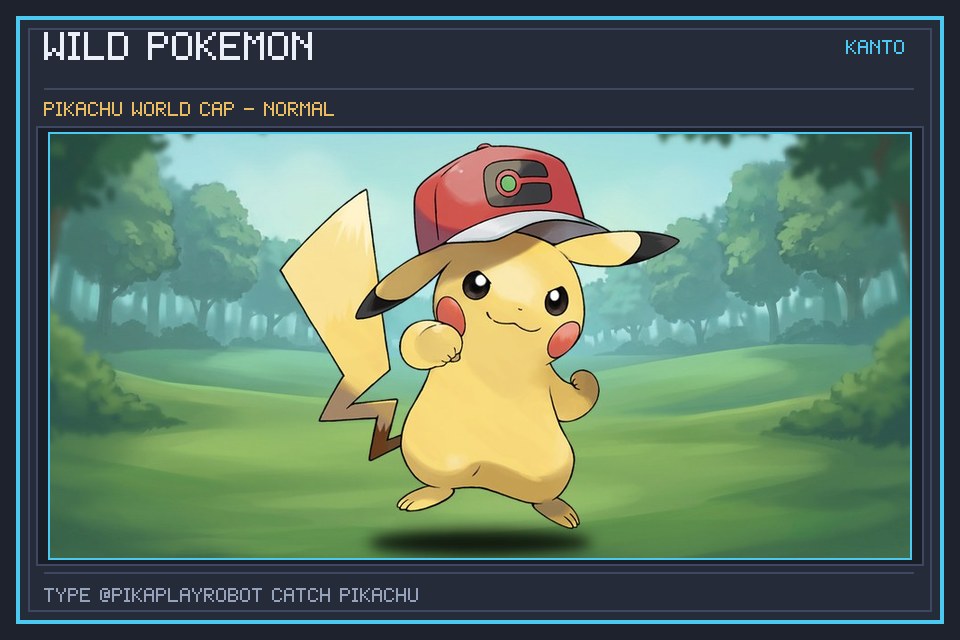 WILD POKEMON
KANTO
PIKACHU WORLD CAP - NORMAL
TYPE @PIKAPLAYROBOT CATCH PIKACHU